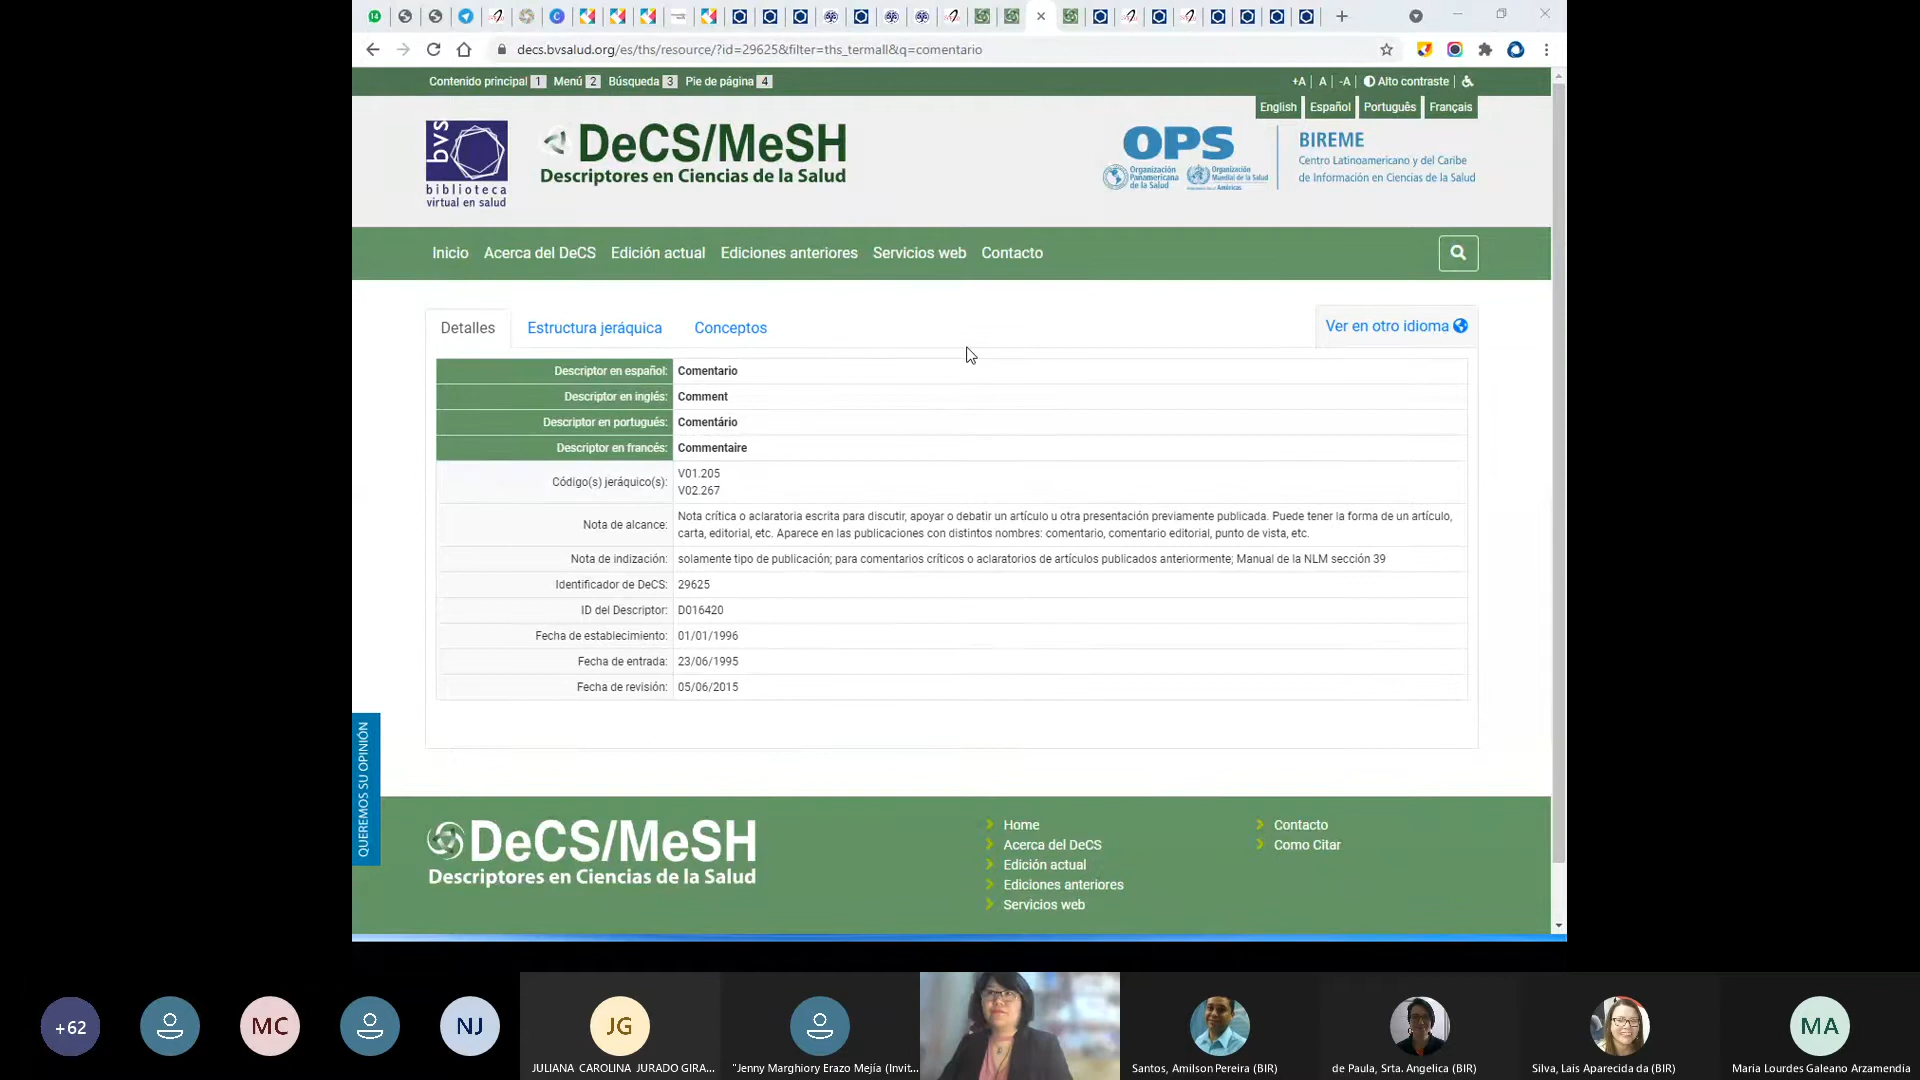 decs.bvsalud.org/es/ths/resource/?id=29625&filter=ths_termall&q=comentario
Contenido principal 1 Menú 2 Búsqueda 3 Pie de página 4
+A | A | -A | Alto contraste |
English Español Português Français
bvs
biblioteca
virtual en salud
DeCS/MeSH
Descriptores en Ciencias de la Salud
OPS
Organización
Panamericana
de la Salud
Organización
Mundial de la Salud
Américas
BIREME
Centro Latinoamericano y del Caribe
de Información en Ciencias de la Salud
Inicio Acerca del DeCS Edición actual Ediciones anteriores Servicios web Contacto
Detalles Estructura jeráquica Conceptos Ver en otro idioma
Descriptor en español: Comentario
Descriptor en inglés: Comment
Descriptor en portugués: Comentário
Descriptor en francés: Commentaire
Código(s) jeráquico(s): V01.205
V02.267
Nota de alcance: Nota crítica o aclaratoria escrita para discutir, apoyar o debatir un artículo u otra presentación previamente publicada. Puede tener la forma de un artículo,
carta, editorial, etc. Aparece en las publicaciones con distintos nombres: comentario, comentario editorial, punto de vista, etc.
Nota de indización: solamente tipo de publicación; para comentarios críticos o aclaratorios de artículos publicados anteriormente; Manual de la NLM sección 39
Identificador de DeCS: 29625
ID del Descriptor: D016420
Fecha de establecimiento: 01/01/1996
Fecha de entrada: 23/06/1995
Fecha de revisión: 05/06/2015
QUEREMOS SU OPINIÓN
DeCS/MeSH
Descriptores en Ciencias de la Salud
Home
Acerca del DeCS
Edición actual
Ediciones anteriores
Servicios web
Contacto
Como Citar
+62 MC NJ JG MA
JULIANA CAROLINA JURADO GIRA... "Jenny Marghiory Erazo Mejía (Invit... Santos, Amilson Pereira (BIR) de Paula, Srta. Angelica (BIR) Silva, Lais Aparecida da (BIR) Maria Lourdes Galeano Arzamendia